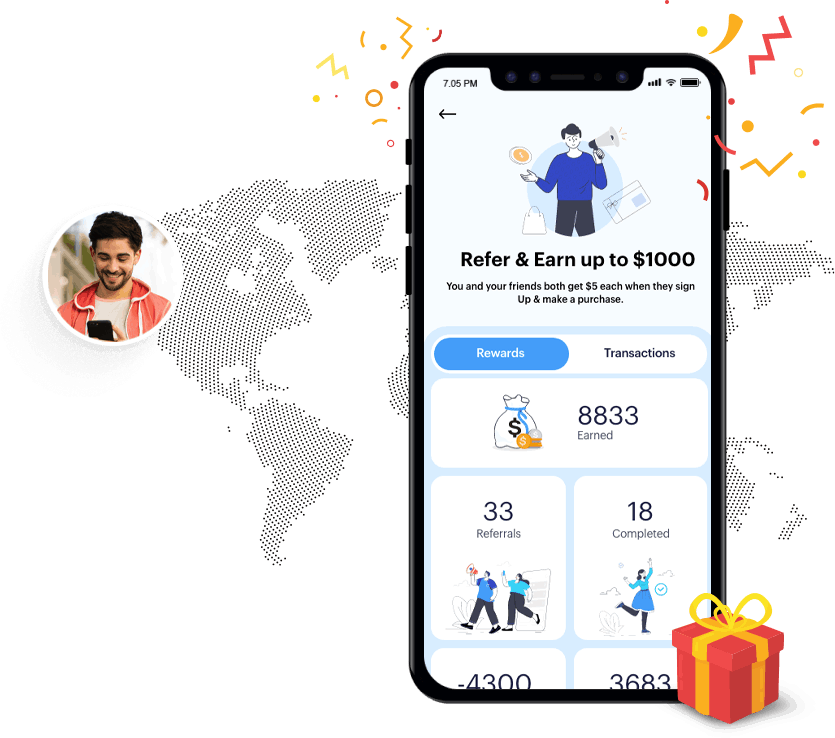 7.05 PM
Refer & Earn up to $1000
You and your friends both get $5 each when they sign
Up & make a purchase.
Rewards Transactions
$
$
$
8833
Earned
33 18
Referrals Completed
-4300 3683